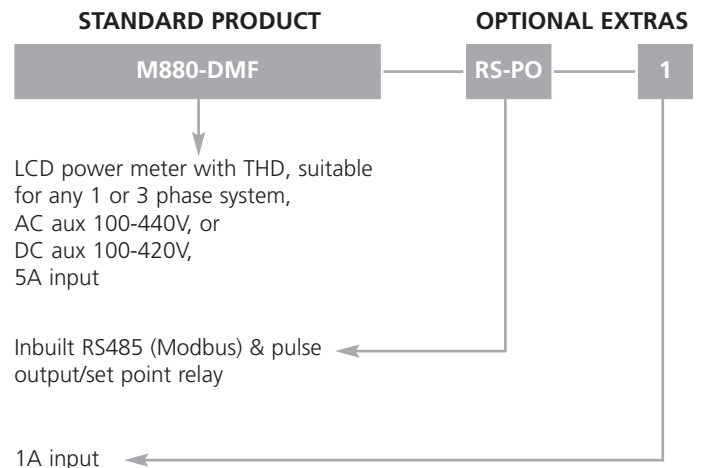 STANDARD PRODUCT
OPTIONAL EXTRAS
M880-DMF
RS-PO
1
LCD power meter with THD, suitable
for any 1 or 3 phase system,
AC aux 100-440V, or
DC aux 100-420V,
5A input
Inbuilt RS485 (Modbus) & pulse
output/set point relay
1A input